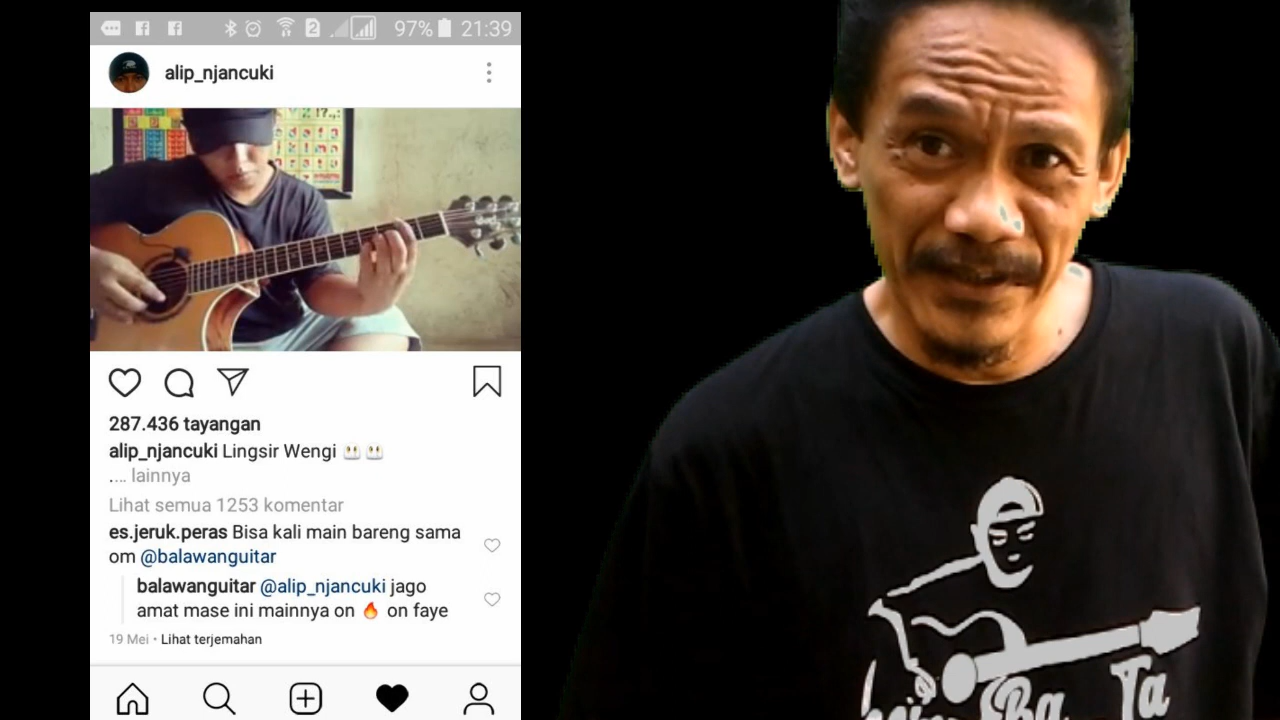 2 97% 21:39
alip_njancuki
287.436 tayangan
alip_njancuki Lingsir Wengi
.... lainnya
Lihat semua 1253 komentar
es.jeruk.peras Bisa kali main bareng sama
om @balawanguitar
balawanguitar @alip_njancuki jago
amat mase ini mainnya on 🔥 on faye
19 Mei • Lihat terjemahan
Ba Ta